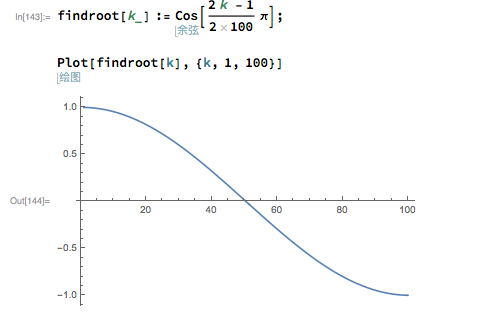 In[143]:= findroot[k_] := Cos[(2 k - 1)/(2 × 100) π];
余弦
Plot[findroot[k], {k, 1, 100}]
绘图
1.0
0.5
Out[144]=
20 40 60 80 100
-0.5
-1.0